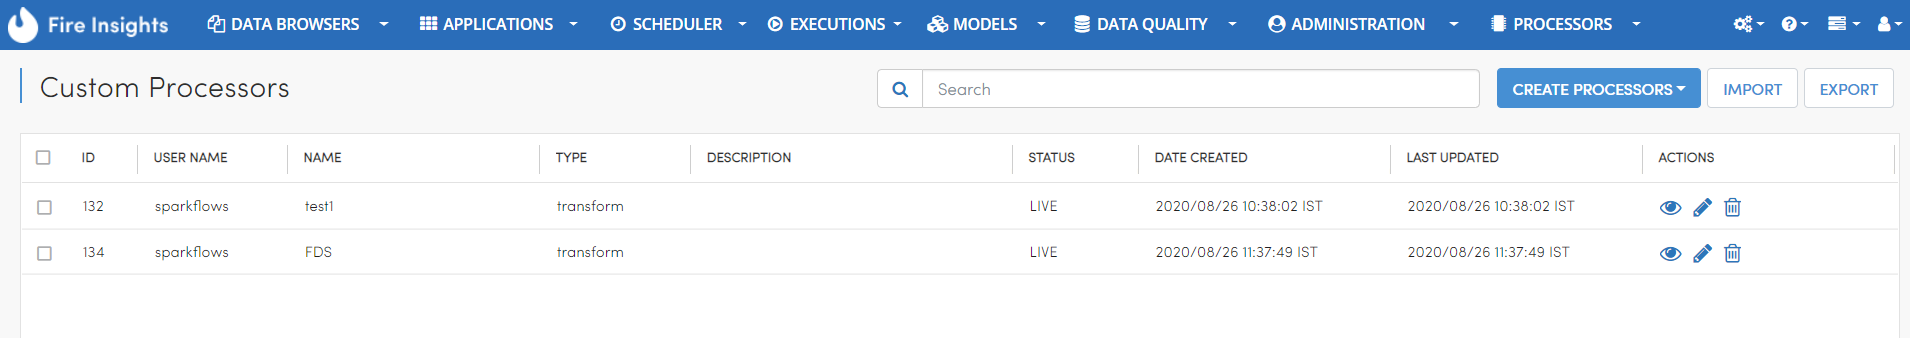 Fire Insights DATA BROWSERS APPLICATIONS SCHEDULER EXECUTIONS MODELS DATA QUALITY ADMINISTRATION PROCESSORS
Custom Processors Search CREATE PROCESSORS IMPORT EXPORT
ID USER NAME NAME TYPE DESCRIPTION STATUS DATE CREATED LAST UPDATED ACTIONS
132 sparkflows test1 transform LIVE 2020/08/26 10:38:02 IST 2020/08/26 10:38:02 IST
134 sparkflows FDS transform LIVE 2020/08/26 11:37:49 IST 2020/08/26 11:37:49 IST